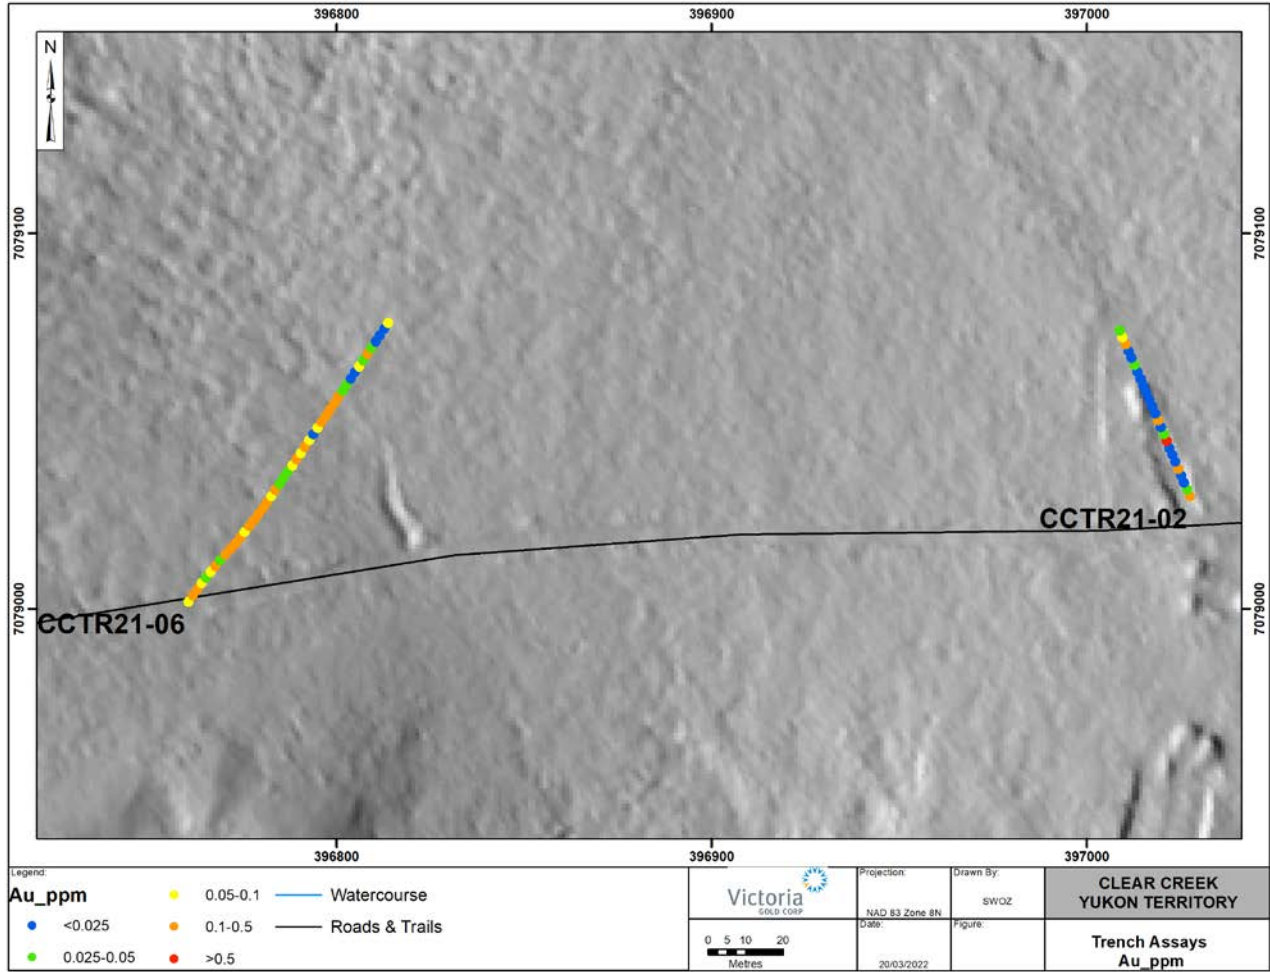 396800
396900
397000
N
7079100
7079100
CCTR21-02
7079000
CCTR21-06
7079000
396800
396900
397000
Legend:
Au_ppm
<0.025
0.025-0.05
0.05-0.1
0.1-0.5
>0.5
Watercourse
Roads & Trails
Victoria
GOLD CORP
0 5 10 20
Metres
Projection:
NAD 83 Zone 8N
Drawn By:
SWOZ
Date:
20/03/2022
Figure:
CLEAR CREEK
YUKON TERRITORY
Trench Assays
Au_ppm